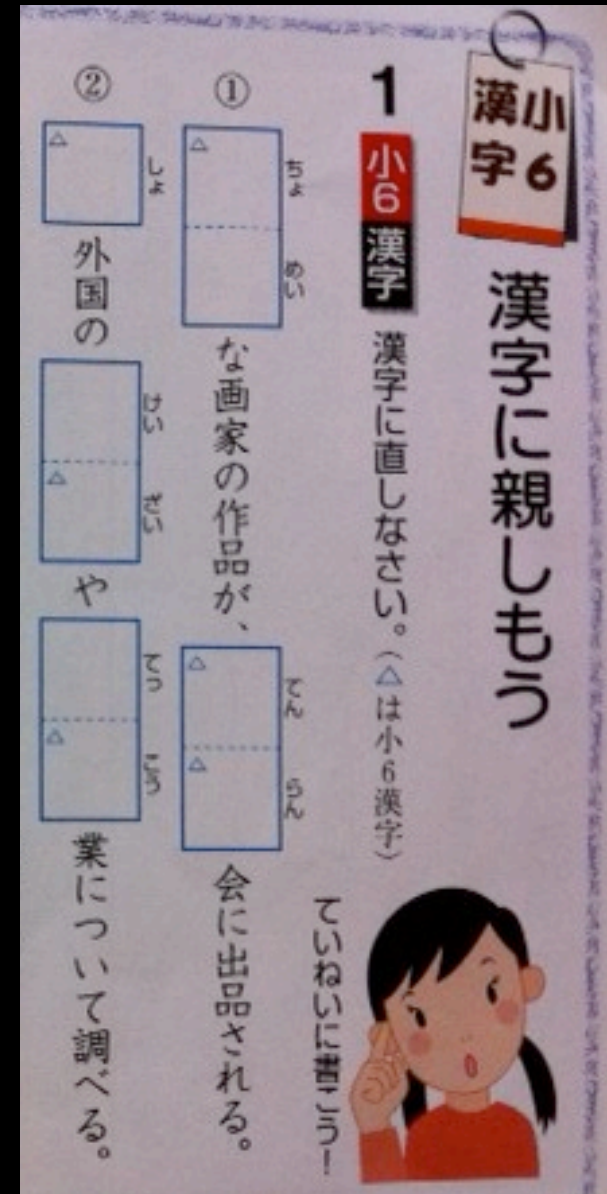 小6漢字
漢字に親しもう
1 小6漢字 漢字に直しなさい。(△は小6漢字)
ていねいに書こう！
① △ちょ めい な画家の作品が、 △てん △らん 会に出品される。
② △しょ 外国の けい △ざい や てつ △こう 業について調べる。